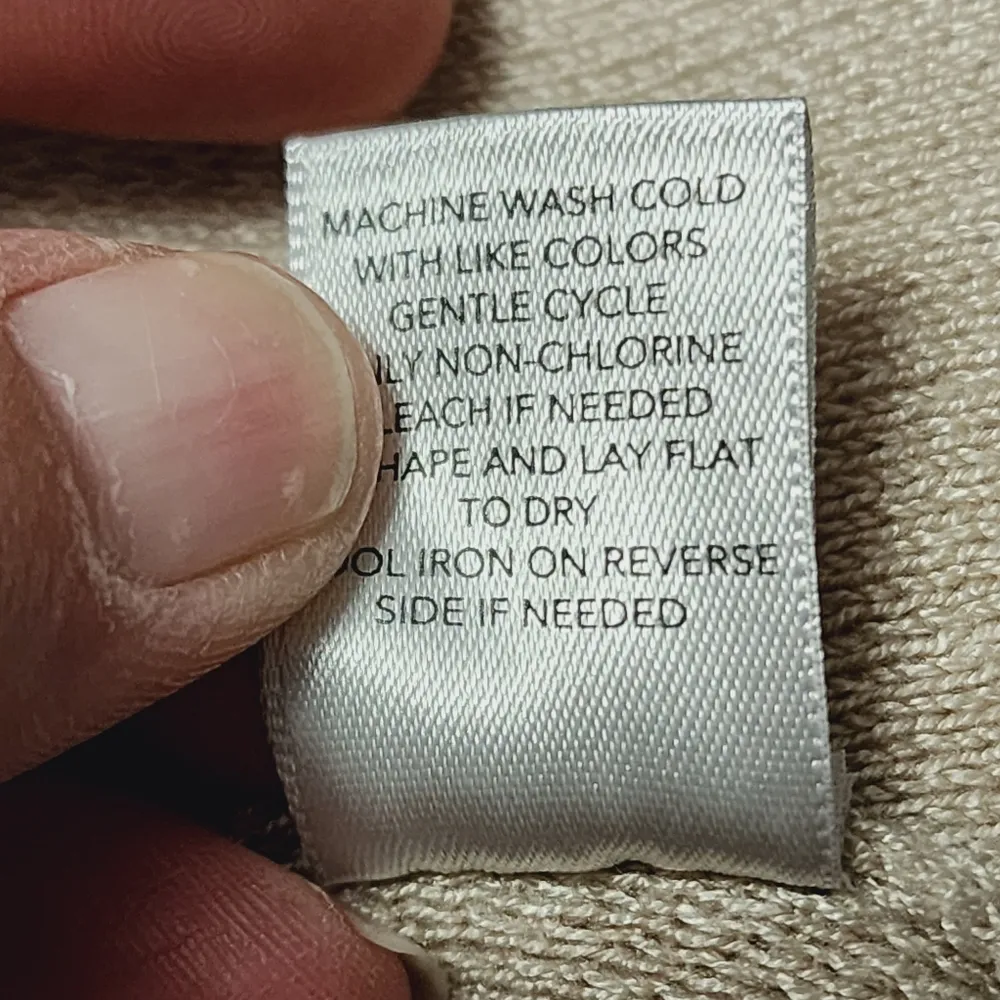 MACHINE WASH COLD
WITH LIKE COLORS
GENTLE CYCLE
NON-CHLORINE
IF NEEDED
AND LAY FLAT
TO DRY
IRON ON REVERSE
SIDE IF NEEDED